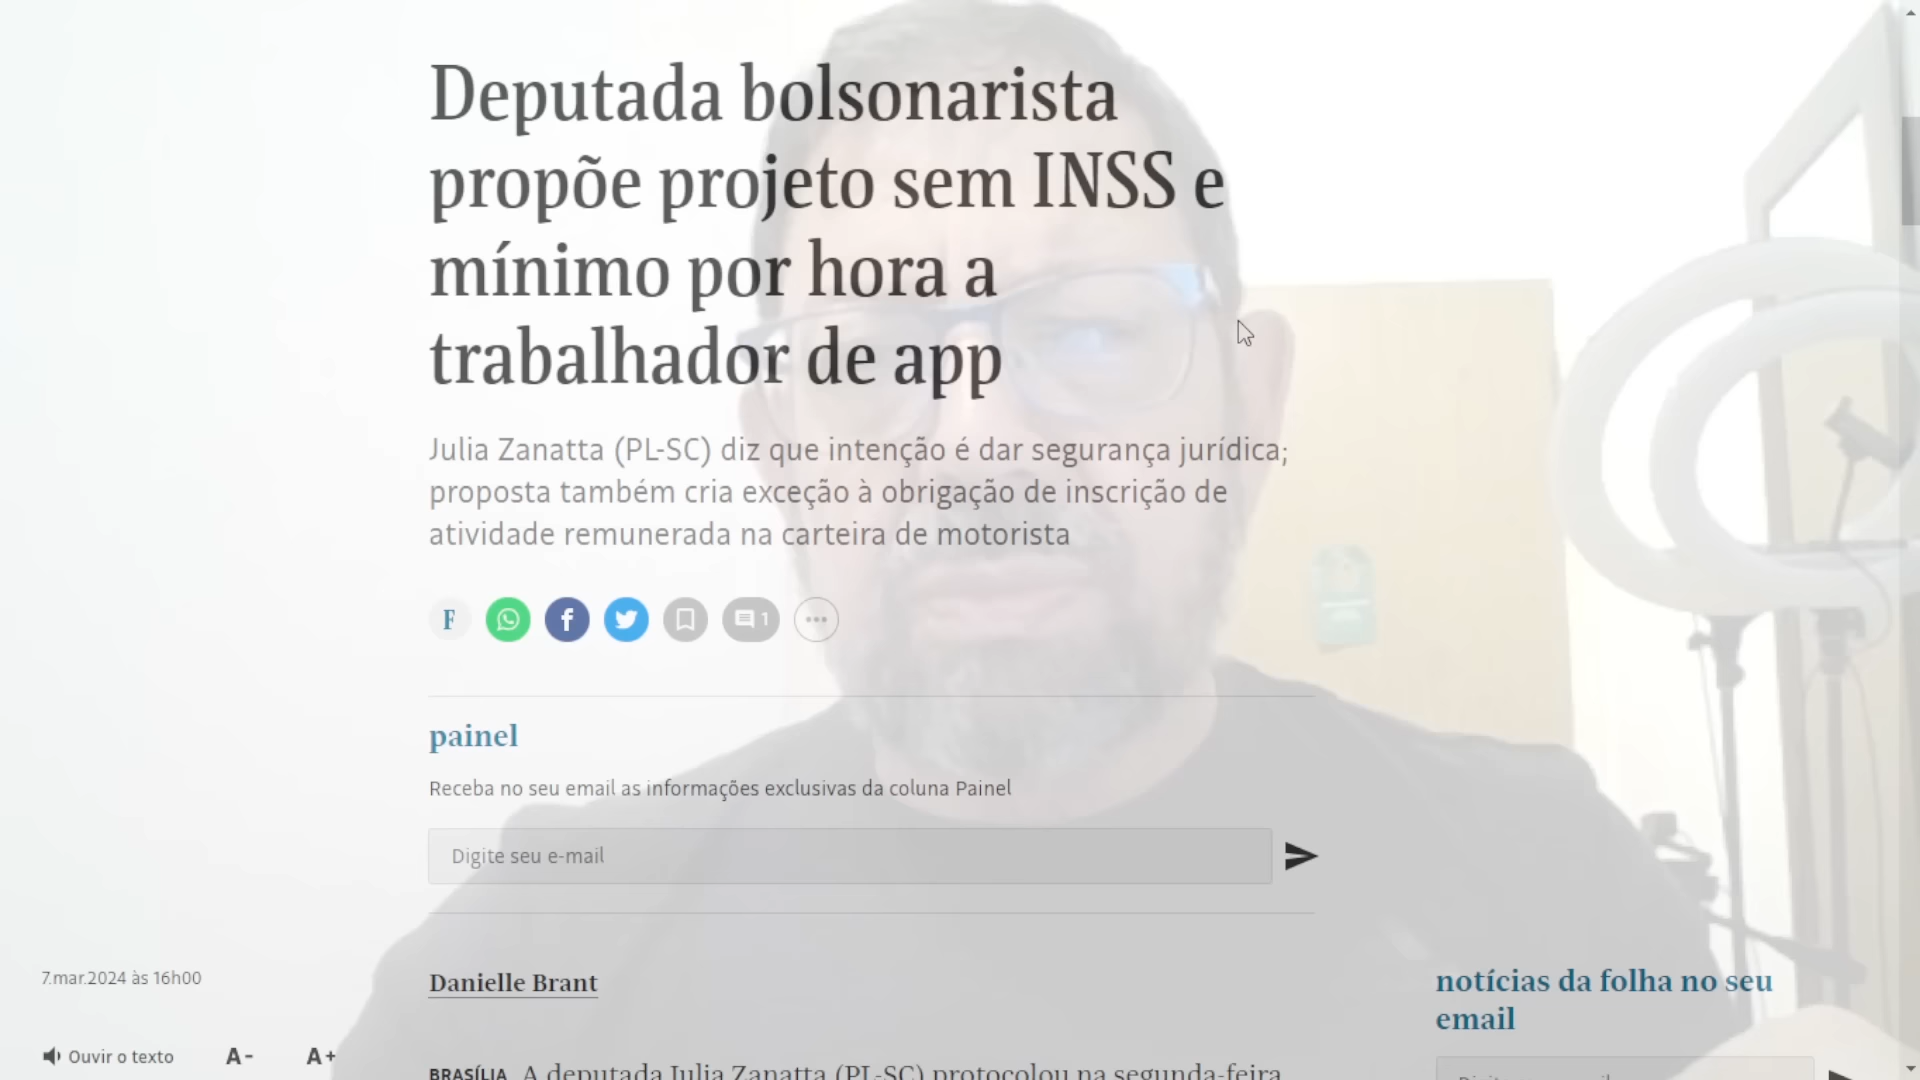 Deputada bolsonarista
propõe projeto sem INSS e
mínimo por hora a
trabalhador de app
Julia Zanatta (PL-SC) diz que intenção é dar segurança jurídica;
proposta também cria exceção à obrigação de inscrição de
atividade remunerada na carteira de motorista
F
f
1
painel
Receba no seu email as informações exclusivas da coluna Painel
Digite seu e-mail
7.mar.2024 às 16h00
Danielle Brant
notícias da folha no seu
email
Ouvir o texto
A-
A+
BRASÍLIA A deputada Julia Zanatta (PL-SC) protocolou na segunda-feira